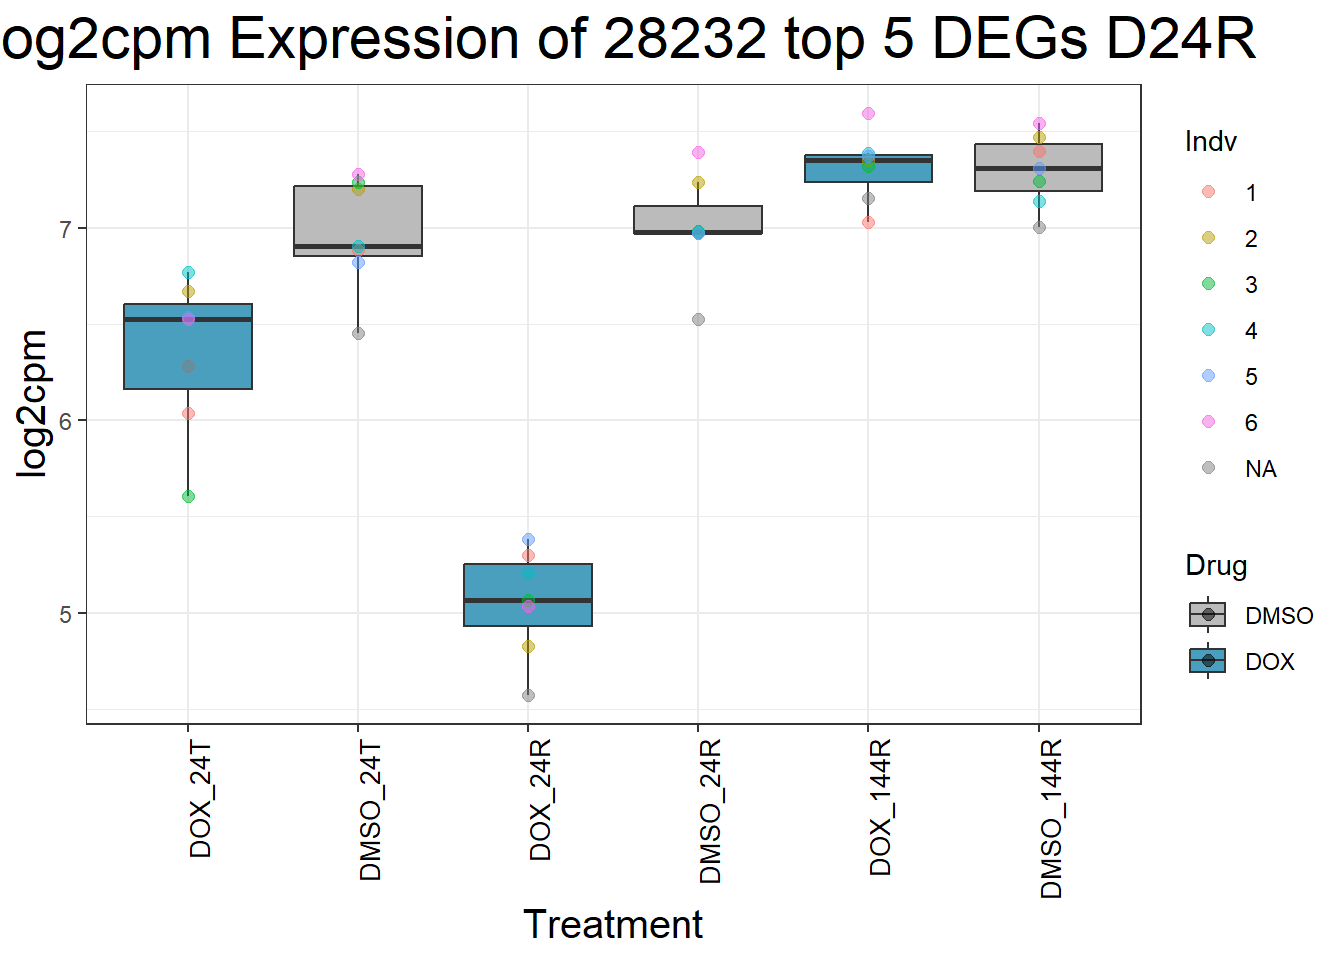 og2cpm Expression of 28232 top 5 DEGs D24R
log2cpm
7
6
5
DOX_24T
DMSO_24T
DOX_24R
DMSO_24R
DOX_144R
DMSO_144R
Treatment
Indv
1
2
3
4
5
6
NA
Drug
DMSO
DOX